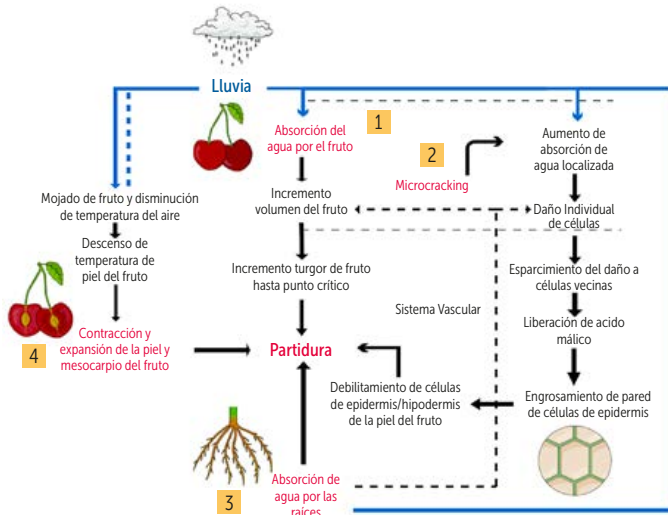 Lluvia
1
Absorción del
agua por el fruto
2
Microcracking
Aumento de
absorción de
agua localizada
Mojado de fruto y disminución
de temperatura del aire
Incremento
volumen del fruto
Daño Individual
de células
Descenso de
temperatura de
piel del fruto
Incremento turgor de fruto
hasta punto crítico
Esparcimiento del daño a
células vecinas
Sistema Vascular
Liberación de acido
málico
4
Contracción y
expansión de la piel y
mesocarpio del fruto
Partidura
Debilitamiento de células
de epidermis/hipodermis
de la piel del fruto
Engrosamiento de pared
de células de epidermis
3
Absorción de
agua por las
raíces